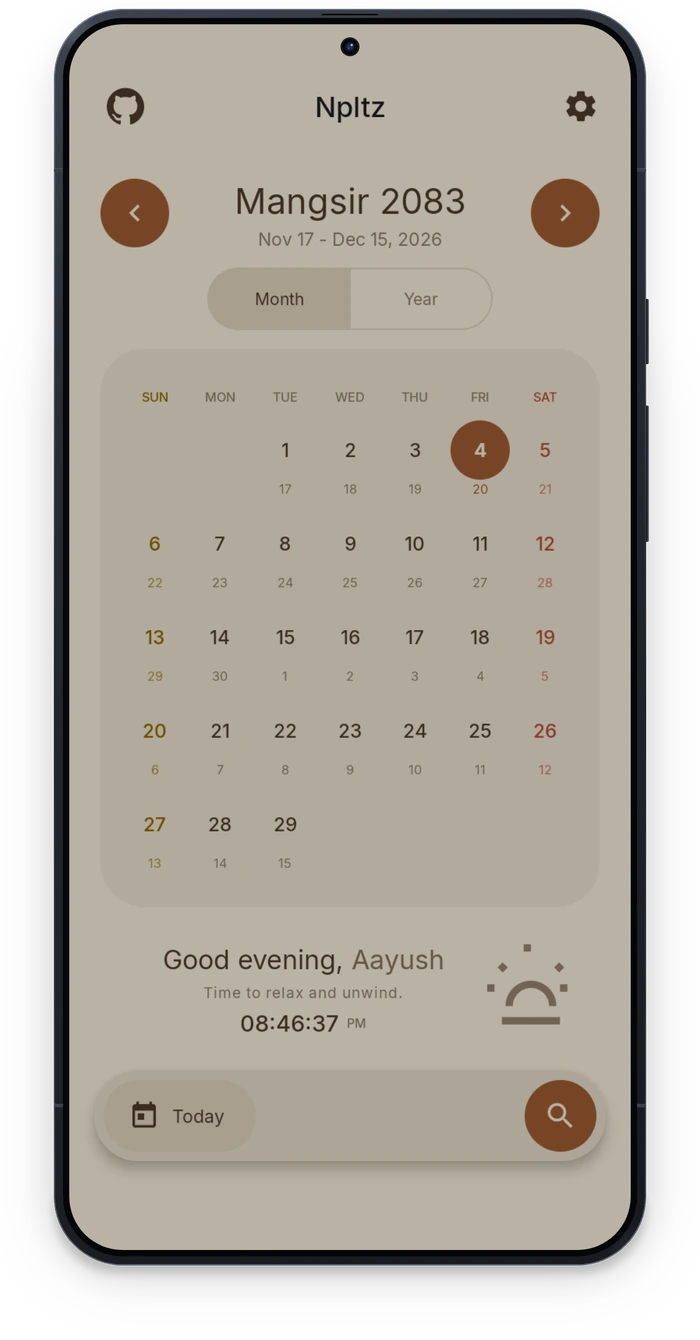 Npltz
Mangsir 2083
Nov 17 - Dec 15, 2026
Month Year
SUN MON TUE WED THU FRI SAT
1 2 3 4 5
17 18 19 20 21
6 7 8 9 10 11 12
22 23 24 25 26 27 28
13 14 15 16 17 18 19
29 30 1 2 3 4 5
20 21 22 23 24 25 26
6 7 8 9 10 11 12
27 28 29
13 14 15
Good evening, Aayush
Time to relax and unwind.
08:46:37 PM
Today